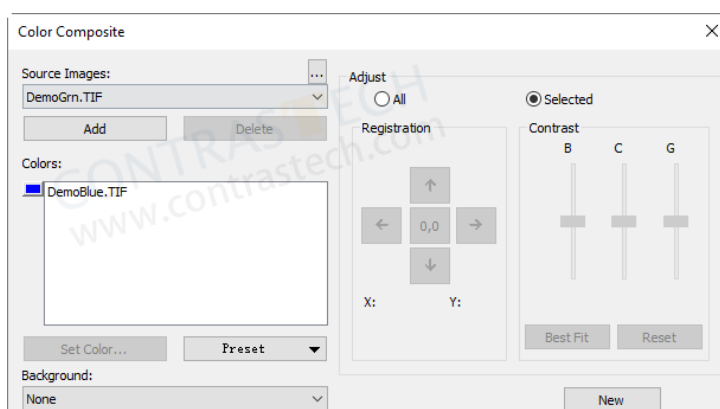 Color Composite
Source Images:
...
DemoGrn.TIF
Add
Delete
Colors:
DemoBlue.TIF
Set Color...
Preset
Background:
None
Adjust
All
Selected
Registration
0,0
X:
Y:
Contrast
B C G
Best Fit
Reset
New
CONTRASTECH
www.contrastech.com